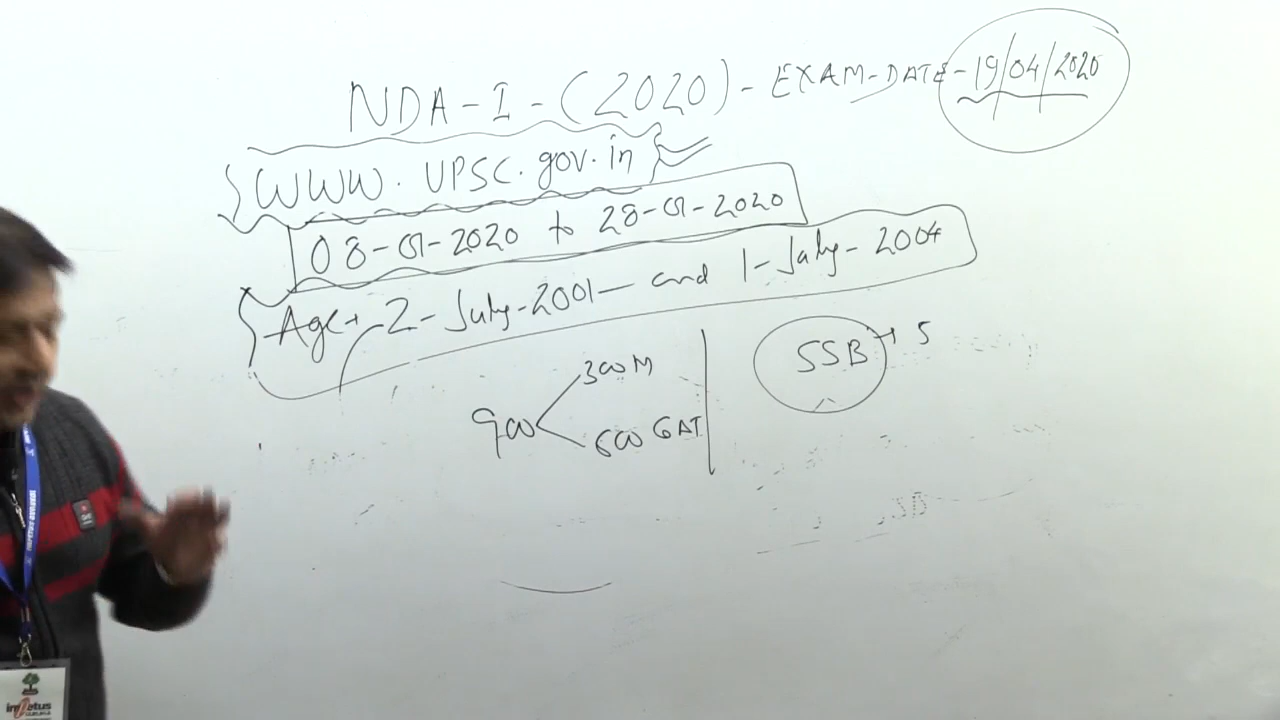 NDA-I-(2020)- EXAM-DATE-19/04/2020
WWW.UPSC.gov.in
08-01-2020 to 28-01-2020
Age→ 2-July-2001- and 1-July-2004
900
300 M
600 GAT
SSB→ 5